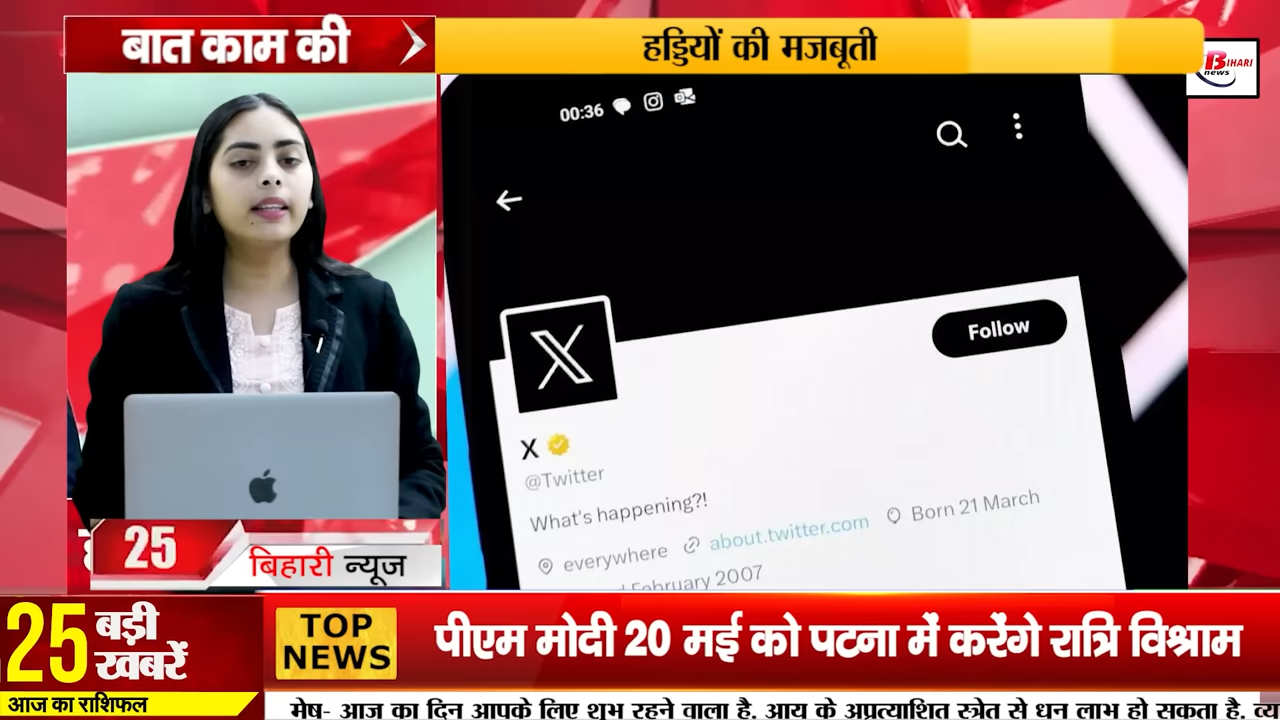 बात काम की
हड्डियों की मजबूती
BIHARI
news
00:36
Follow
X
@Twitter
What's happening?!
everywhere
about.twitter.com
Born 21 March
February 2007
25
बिहारी न्यूज
25 बड़ी
खबरें
TOP
NEWS
पीएम मोदी 20 मई को पटना में करेंगे रात्रि विश्राम
आज का राशिफल
मेष- आज का दिन आपके लिए शुभ रहने वाला है. आय के अप्रत्याशित स्त्रोत से धन लाभ हो सकता है.